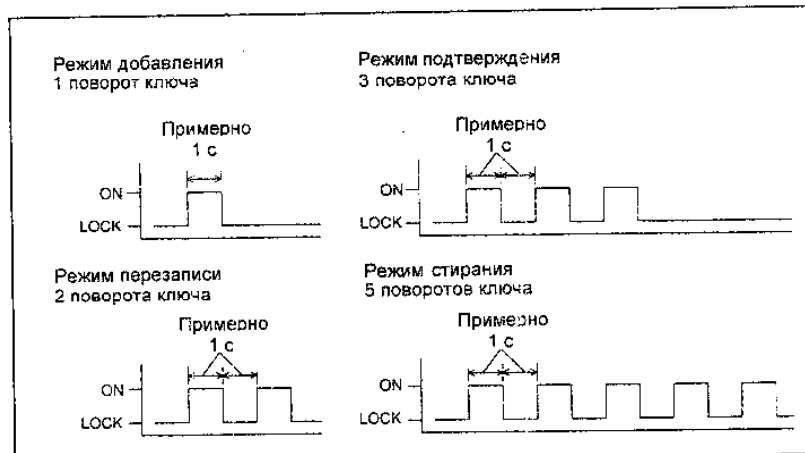 Режим добавления
1 поворот ключа
Примерно
1 с
ON
LOCK
Режим подтверждения
3 поворота ключа
Примерно
1 с
ON
LOCK
Режим перезаписи
2 поворота ключа
Примерно
1 с
ON
LOCK
Режим стирания
5 поворотов ключа
Примерно
1 с
ON
LOCK